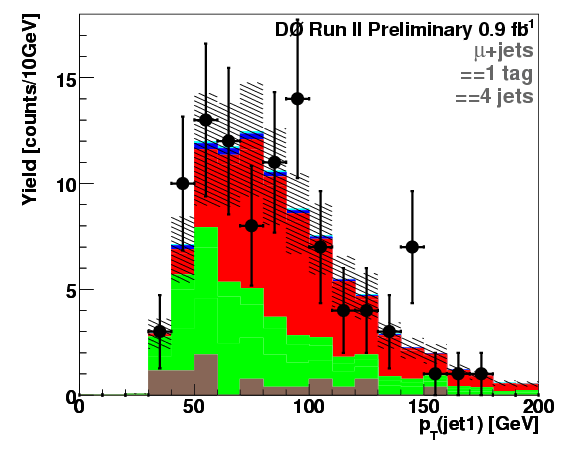 DØ Run II Preliminary 0.9 fb-1
μ+jets
==1 tag
==4 jets
Yield [counts/10GeV]
15
10
5
0
0 50 100 150 200
pT(jet1) [GeV]